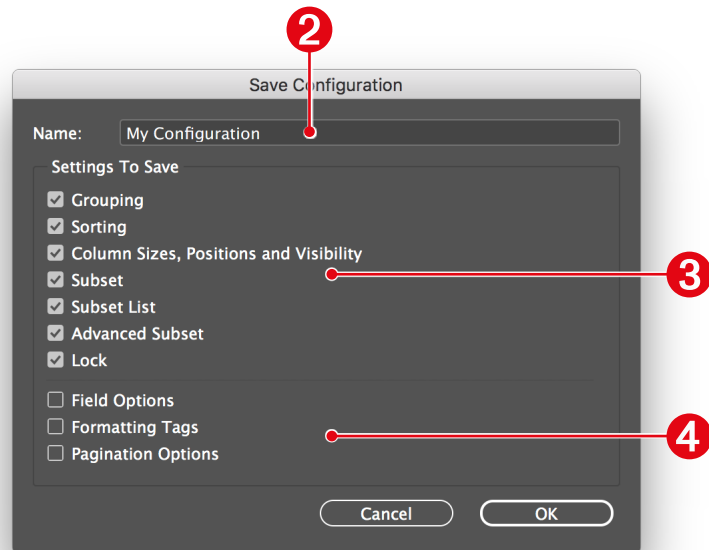 2
Save Configuration
Name: My Configuration
Settings To Save
Grouping
Sorting
Column Sizes, Positions and Visibility
3
Subset
Subset List
Advanced Subset
Lock
Field Options
Formatting Tags
4
Pagination Options
Cancel OK